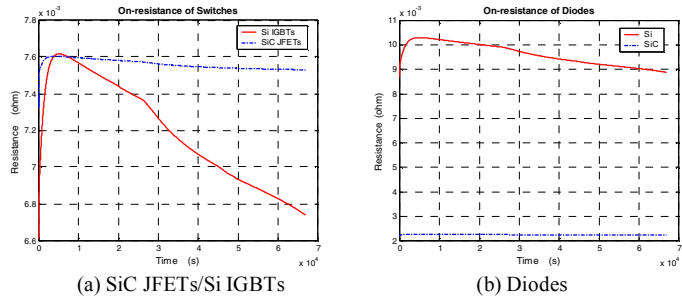 On-resistance of Switches
x 10⁻³
7.8
7.6
7.4
7.2
7
6.8
6.6
Resistance (ohm)
Si IGBTs
SiC JFETs
0 1 2 3 4 5 6 7
Time (s)
x 10⁴
(a) SiC JFETs/Si IGBTs
On-resistance of Diodes
x 10⁻³
11
10
9
8
7
6
5
4
3
2
Resistance (ohm)
Si
SiC
0 1 2 3 4 5 6 7
Time (s)
x 10⁴
(b) Diodes